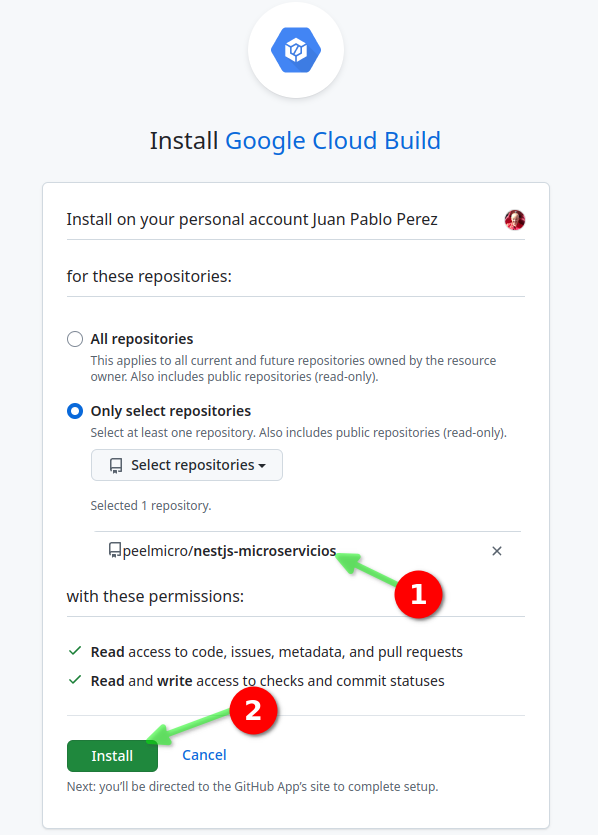 Install Google Cloud Build
Install on your personal account Juan Pablo Perez
for these repositories:
All repositories
This applies to all current and future repositories owned by the resource
owner. Also includes public repositories (read-only).
Only select repositories
Select at least one repository. Also includes public repositories (read-only).
Select repositories
Selected 1 repository.
peelmicro/nestjs-microservicios
1
with these permissions:
Read access to code, issues, metadata, and pull requests
Read and write access to checks and commit statuses
2
Install Cancel
Next: you'll be directed to the GitHub App's site to complete setup.